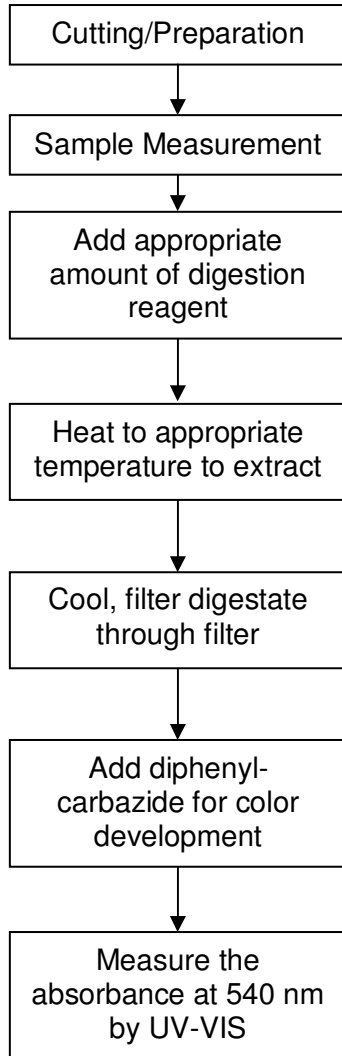 Cutting/Preparation
Sample Measurement
Add appropriate
amount of digestion
reagent
Heat to appropriate
temperature to extract
Cool, filter digestate
through filter
Add diphenyl-
carbazide for color
development
Measure the
absorbance at 540 nm
by UV-VIS